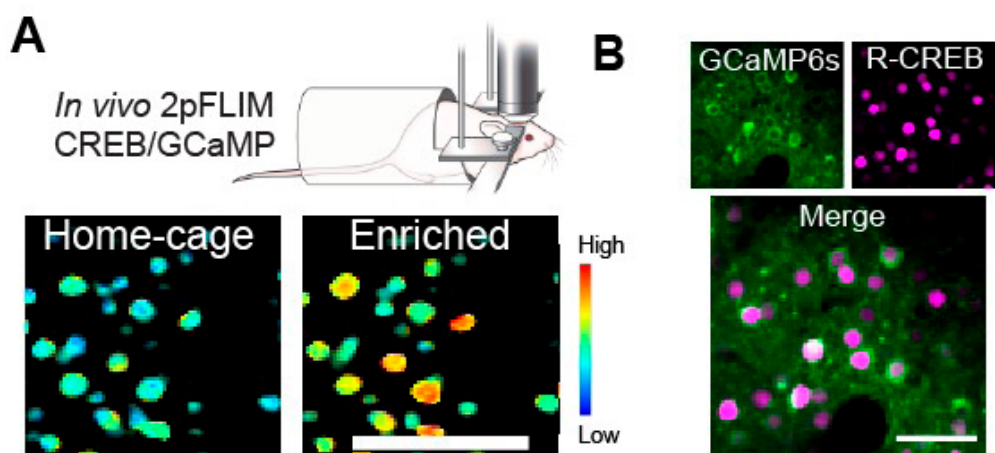 A
In vivo 2pFLIM
CREB/GCaMP
Home-cage
Enriched
High
Low
B
GCaMP6s
R-CREB
Merge